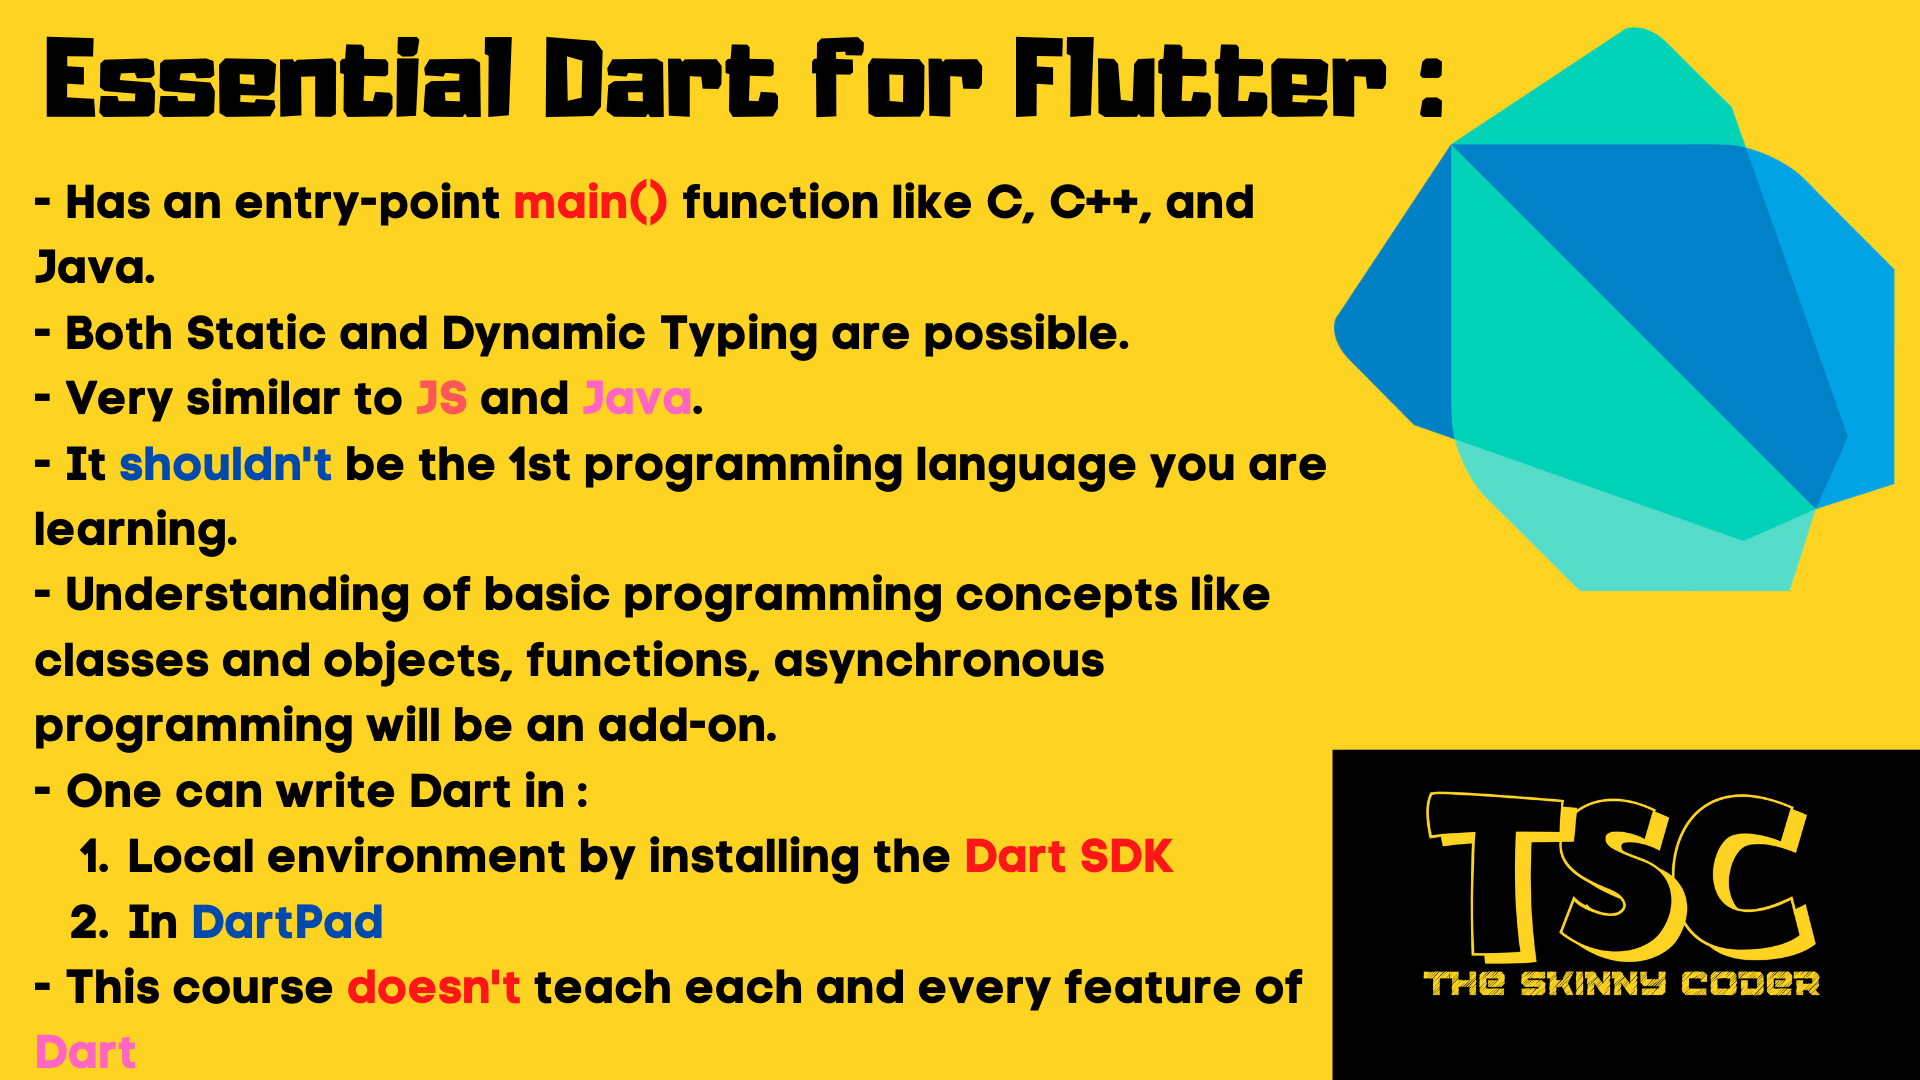 Essential Dart for Flutter :
- Has an entry-point main() function like C, C++, and
Java.
- Both Static and Dynamic Typing are possible.
- Very similar to JS and Java.
- It shouldn't be the 1st programming language you are
learning.
- Understanding of basic programming concepts like
classes and objects, functions, asynchronous
programming will be an add-on.
- One can write Dart in :
1. Local environment by installing the Dart SDK
2. In DartPad
- This course doesn't teach each and every feature of
Dart
TSC
THE SKINNY CODER